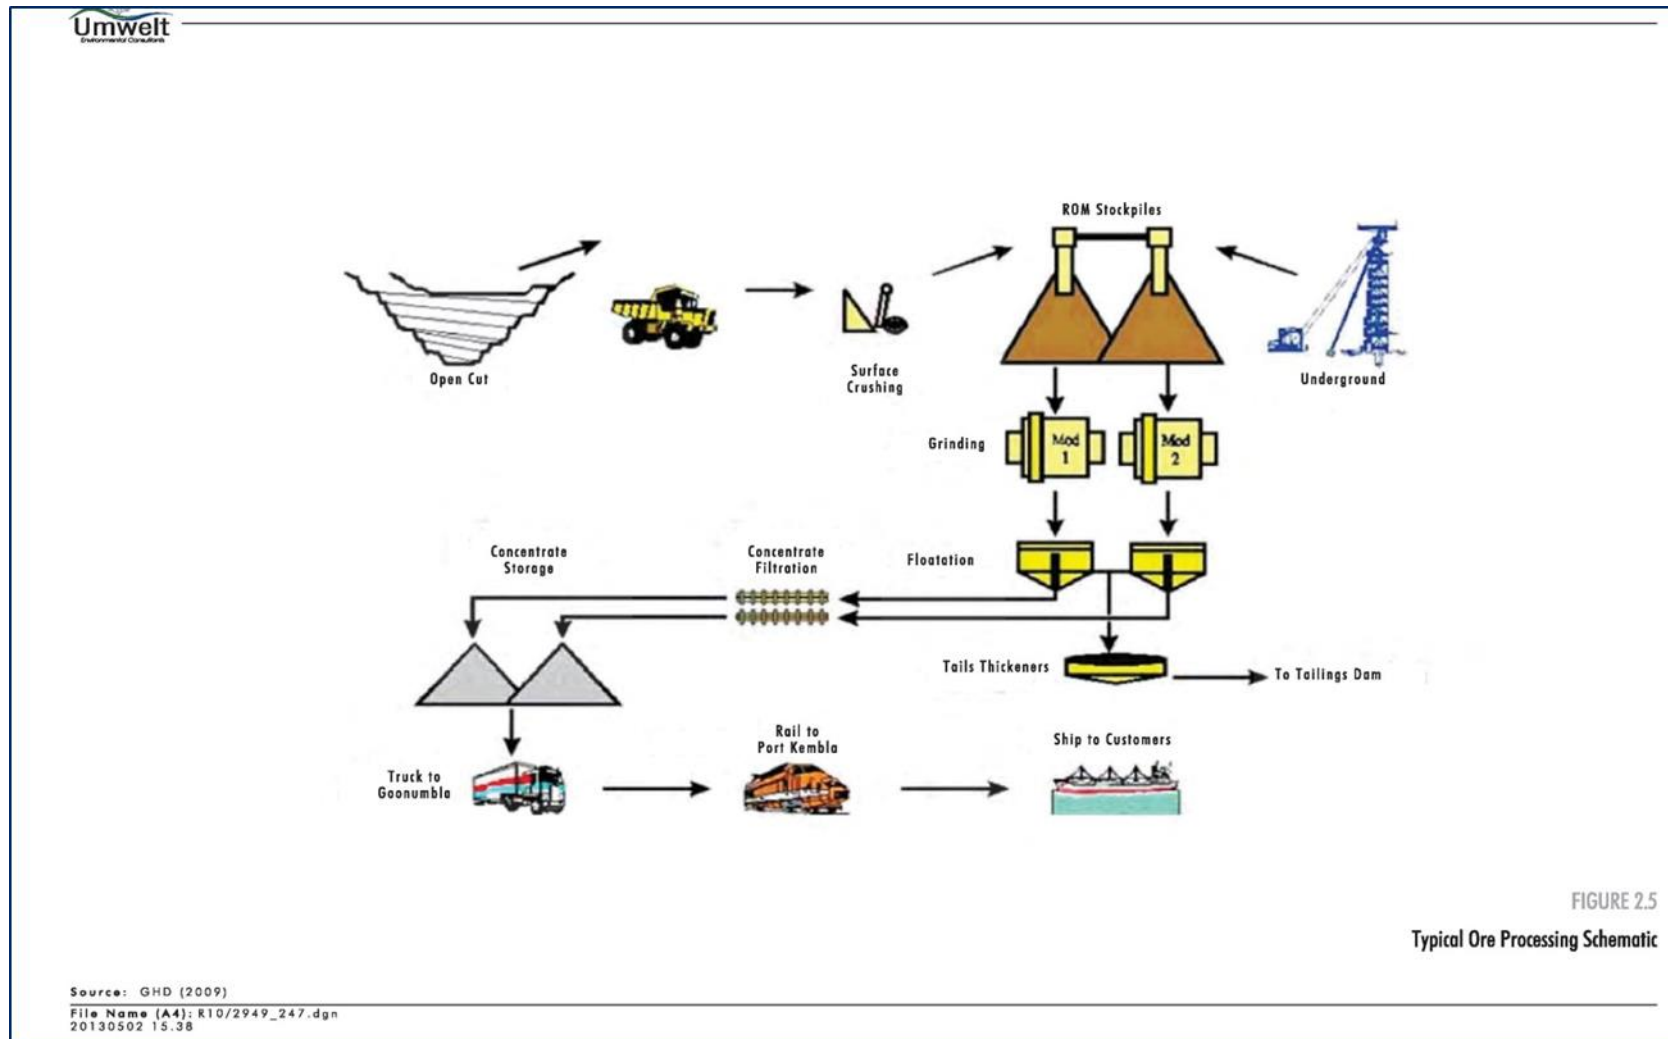 Umwelt
Environmental Consultants
ROM Stockpiles
Open Cut
Surface
Crushing
Underground
Grinding
Mod
1
Mod
2
Concentrate
Storage
Concentrate
Filtration
Floatation
Tails Thickeners
To Tailings Dam
Truck to
Goonumbla
Rail to
Port Kembla
Ship to Customers
FIGURE 2.5
Typical Ore Processing Schematic
Source: GHD (2009)
File Name (A4): R10/2949_247.dgn
20130502 15.38